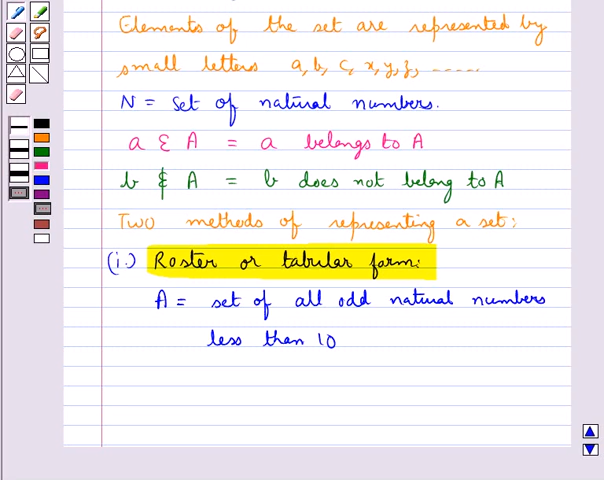 Elements of the set are represented by
small letters a, b, c, x, y, z, .....
N = set of natural numbers.
a ∈ A = a belongs to A
b ∉ A = b does not belong to A
Two methods of representing a set:
(i.) Roster or tabular form:
A = set of all odd natural numbers
less than 10